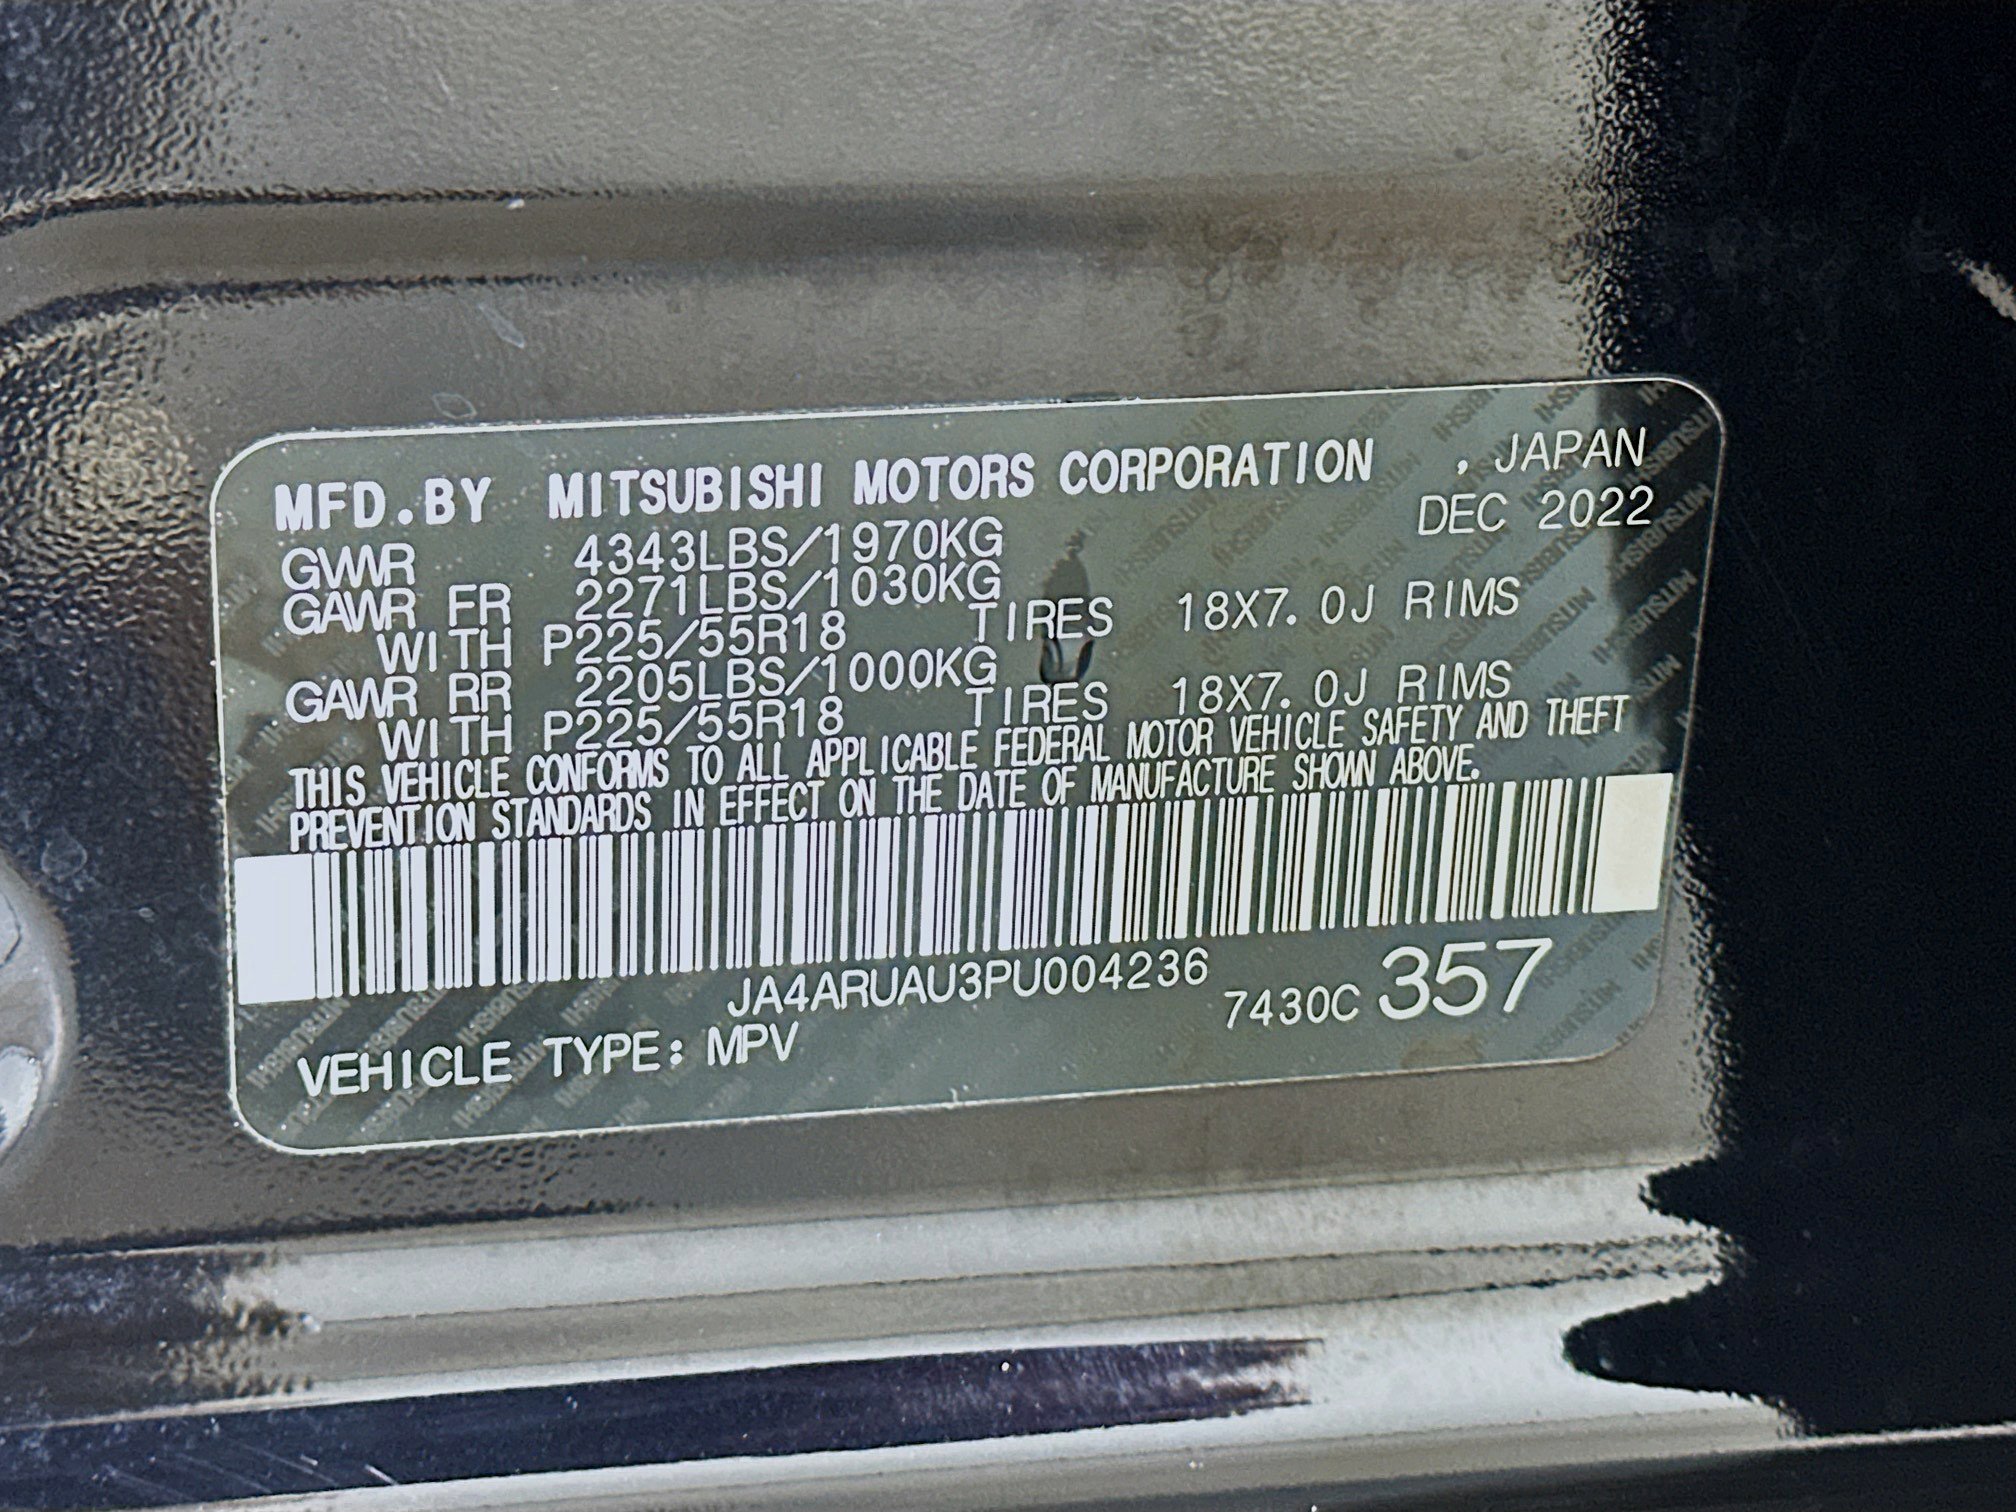 MFD.BY MITSUBISHI MOTORS CORPORATION , JAPAN
DEC 2022
GVWR 4343LBS/1970KG
GAWR FR 2271LBS/1030KG
WITH P225/55R18 TIRES 18X7.0J RIMS
GAWR RR 2205LBS/1000KG
WITH P225/55R18 TIRES 18X7.0J RIMS
THIS VEHICLE CONFORMS TO ALL APPLICABLE FEDERAL MOTOR VEHICLE SAFETY AND THEFT
PREVENTION STANDARDS IN EFFECT ON THE DATE OF MANUFACTURE SHOWN ABOVE.
JA4ARUAU3PU004236
7430C 357
VEHICLE TYPE: MPV